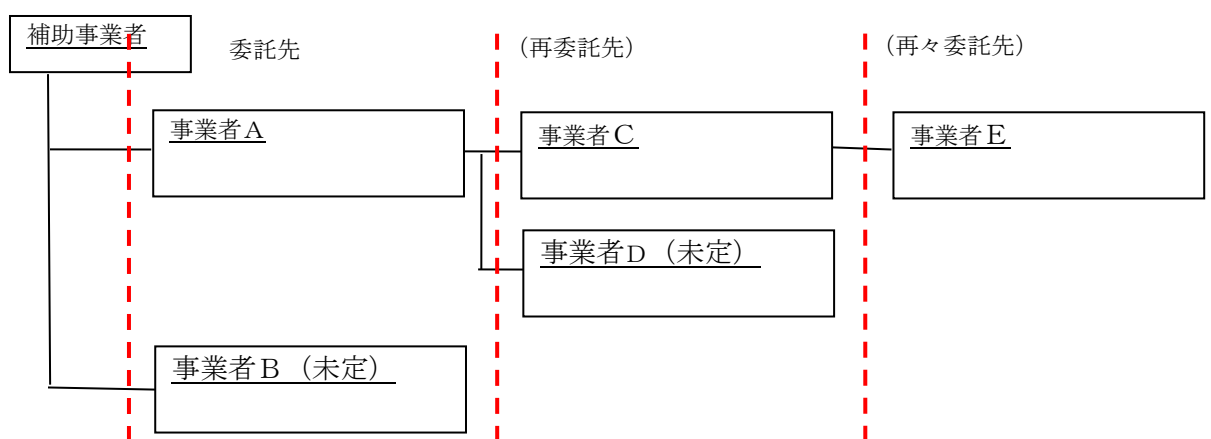 補助事業者
委託先
（再委託先）
（再々委託先）
事業者Ａ
事業者Ｃ
事業者Ｅ
事業者Ｄ（未定）
事業者Ｂ（未定）